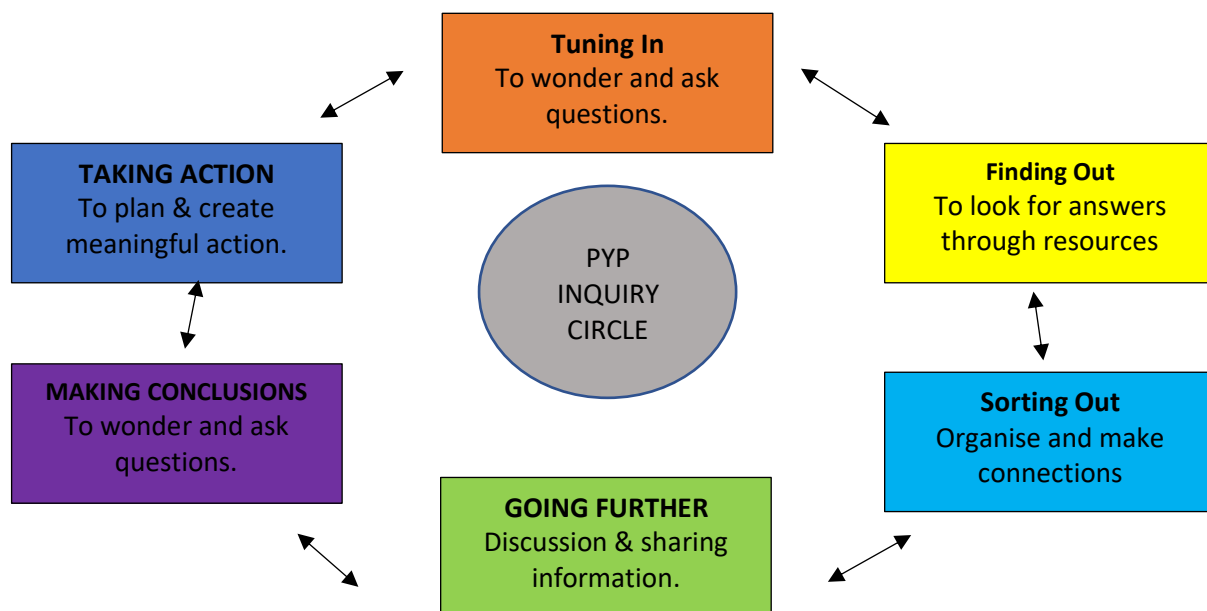 Tuning In
To wonder and ask
questions.
Finding Out
To look for answers
through resources
Sorting Out
Organise and make
connections
GOING FURTHER
Discussion & sharing
information.
MAKING CONCLUSIONS
To wonder and ask
questions.
TAKING ACTION
To plan & create
meaningful action.
PYP
INQUIRY
CIRCLE